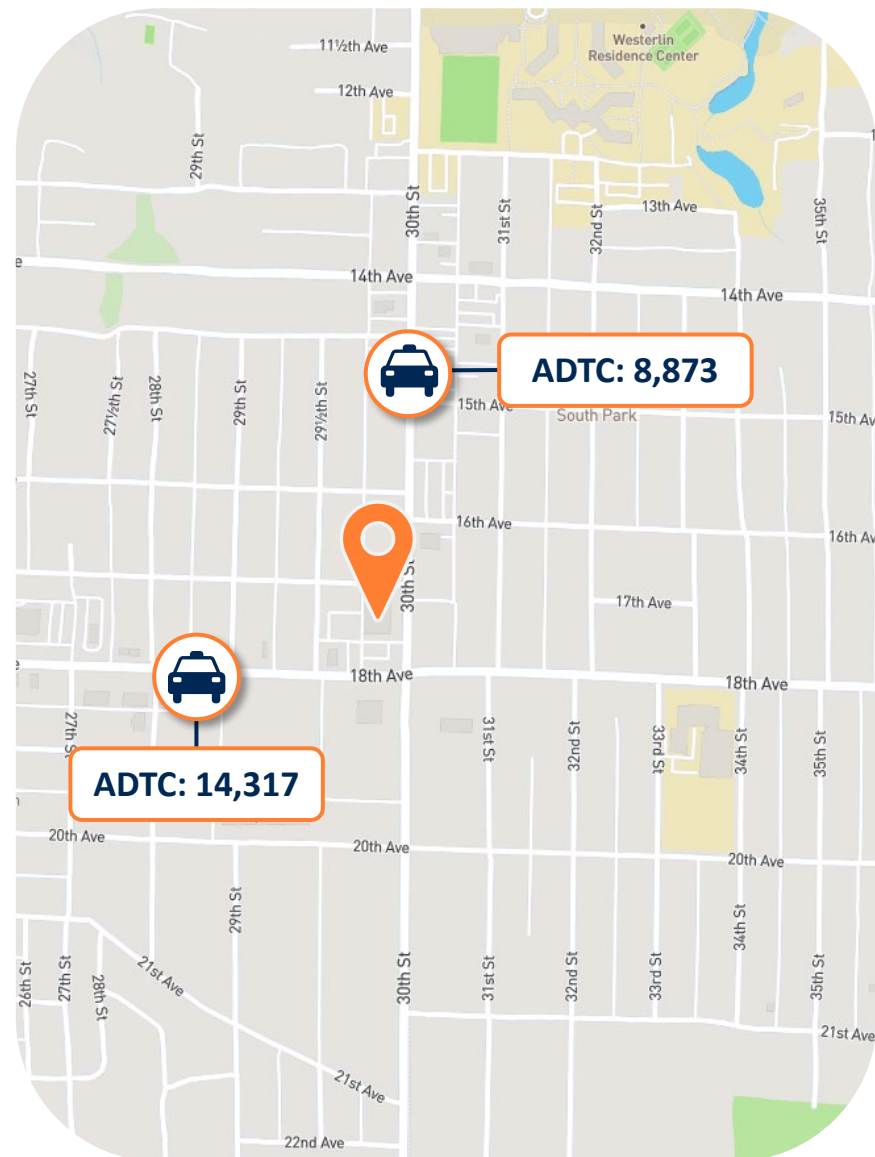 Westerlin
Residence Center
11½th Ave
12th Ave
29th St
30th St
31st St
32nd St
13th Ave
35th St
14th Ave
14th Ave
ADTC: 8,873
27th St
27½th St
28th St
29th St
29½th St
15th Ave
South Park
15th Av
16th Ave
16th Av
30th St
17th Ave
18th Ave
18th Ave
27th St
31st St
32nd St
33rd St
34th St
35th St
ADTC: 14,317
20th Ave
20th Ave
20th Ave
29th St
34th St
26th St
27th St
28th St
21st Ave
30th St
31st St
32nd St
33rd St
35th St
21st Ave
21st Ave
22nd Ave